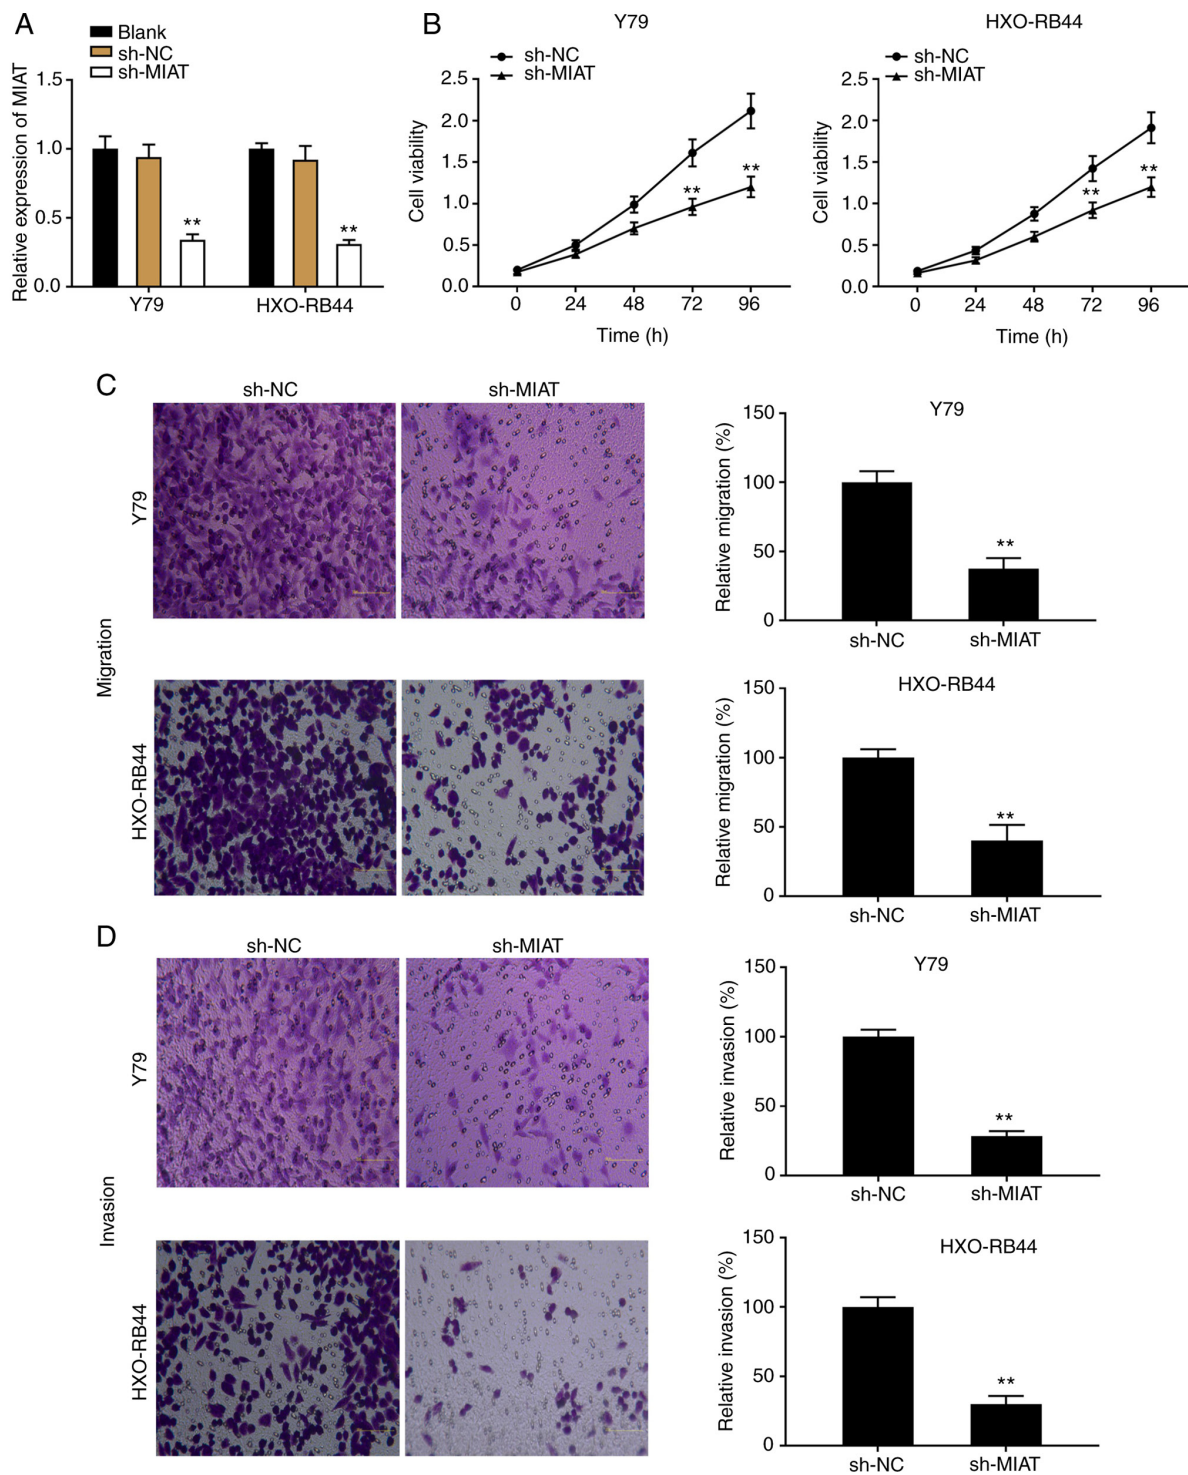 A
Blank
sh-NC
sh-MIAT
Relative expression of MIAT
1.5
1.0
0.5
0.0
**
**
Y79
HXO-RB44
B
Y79
sh-NC
sh-MIAT
Cell viability
2.5
2.0
1.5
1.0
0.5
0.0
**
**
0 24 48 72 96
Time (h)
HXO-RB44
sh-NC
sh-MIAT
Cell viability
2.5
2.0
1.5
1.0
0.5
0.0
**
**
0 24 48 72 96
Time (h)
C
sh-NC sh-MIAT
Migration
Y79
HXO-RB44
Y79
Relative migration (%)
150
100
50
0
**
sh-NC sh-MIAT
HXO-RB44
Relative migration (%)
150
100
50
0
**
sh-NC sh-MIAT
D
sh-NC sh-MIAT
Invasion
Y79
HXO-RB44
Y79
Relative invasion (%)
150
100
50
0
**
sh-NC sh-MIAT
HXO-RB44
Relative invasion (%)
150
100
50
0
**
sh-NC sh-MIAT